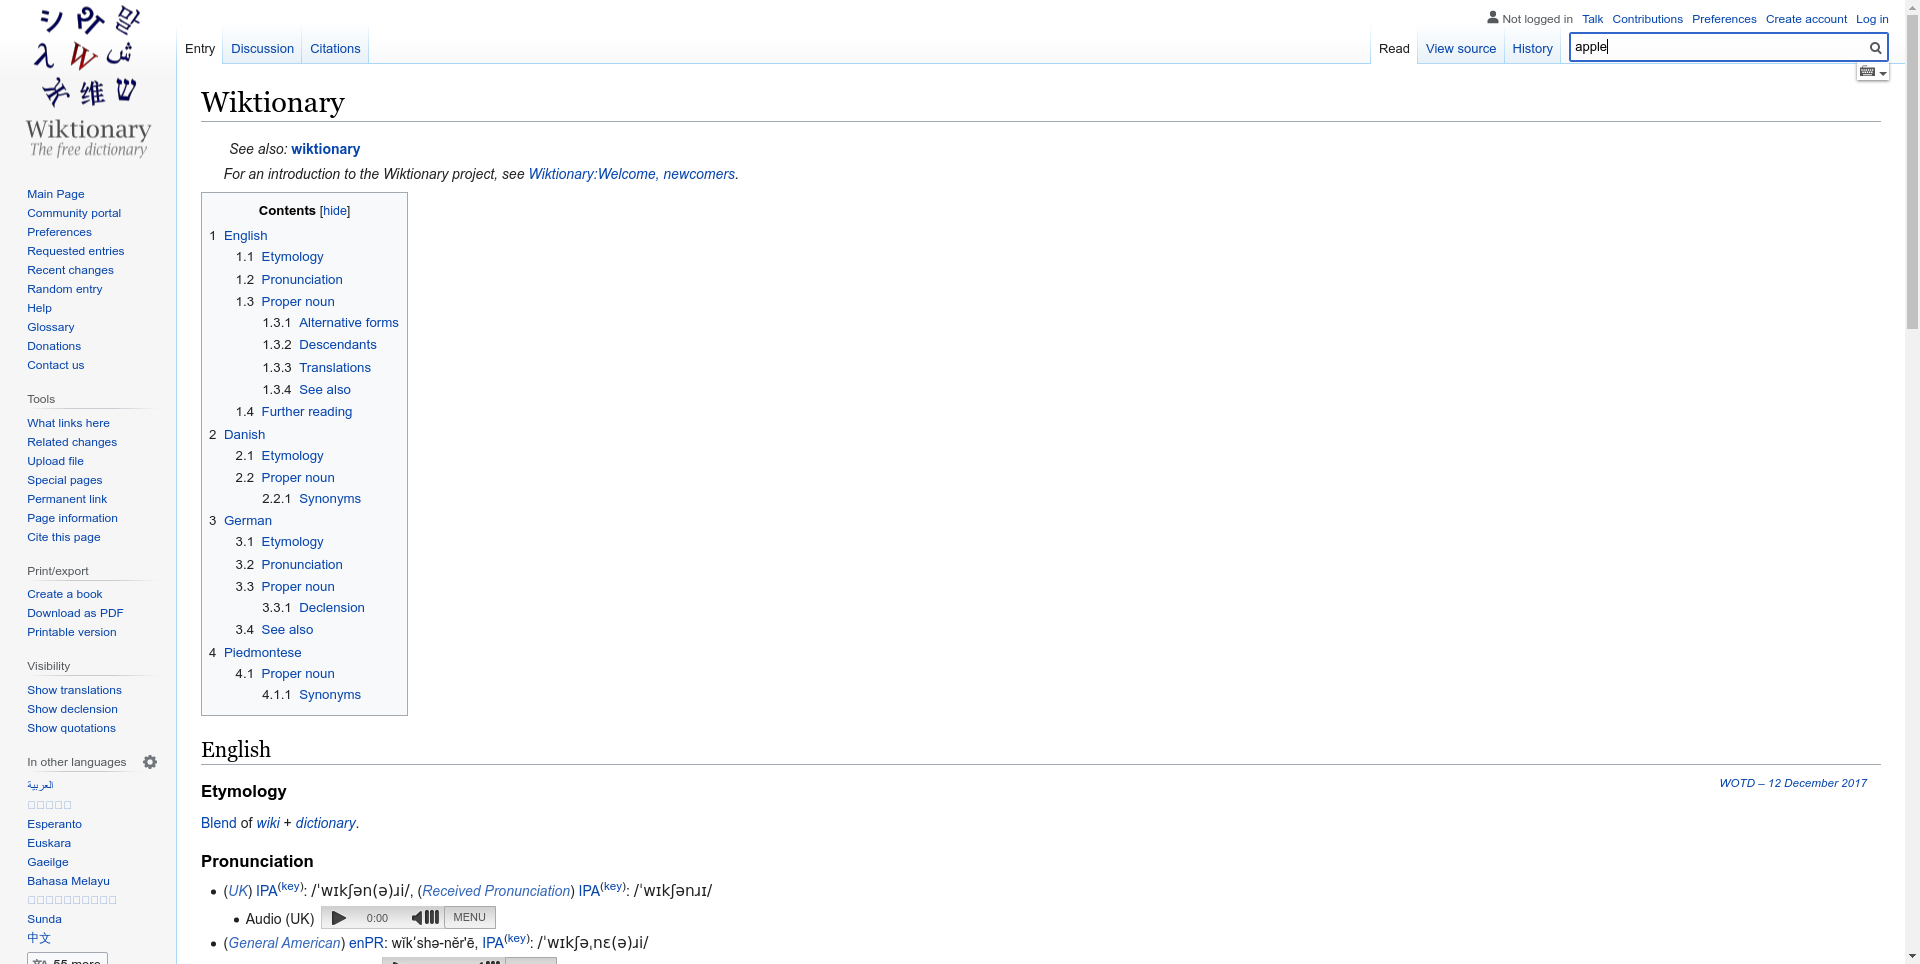 Not logged in Talk Contributions Preferences Create account Log in
Entry Discussion Citations Read View source History apple
Wiktionary
The free dictionary
Main Page
Community portal
Preferences
Requested entries
Recent changes
Random entry
Help
Glossary
Donations
Contact us
Tools
What links here
Related changes
Upload file
Special pages
Permanent link
Page information
Cite this page
Print/export
Create a book
Download as PDF
Printable version
Visibility
Show translations
Show declension
Show quotations
In other languages
العربية
Esperanto
Euskara
Gaeilge
Bahasa Melayu
Sunda
中文
55 more
Wiktionary
See also: wiktionary
For an introduction to the Wiktionary project, see Wiktionary:Welcome, newcomers.
Contents [hide]
1 English
1.1 Etymology
1.2 Pronunciation
1.3 Proper noun
1.3.1 Alternative forms
1.3.2 Descendants
1.3.3 Translations
1.3.4 See also
1.4 Further reading
2 Danish
2.1 Etymology
2.2 Proper noun
2.2.1 Synonyms
3 German
3.1 Etymology
3.2 Pronunciation
3.3 Proper noun
3.3.1 Declension
3.4 See also
4 Piedmontese
4.1 Proper noun
4.1.1 Synonyms
English
Etymology
WOTD – 12 December 2017
Blend of wiki + dictionary.
Pronunciation
• (UK) IPA(key): /ˈwɪkʃən(ə)ɹi/, (Received Pronunciation) IPA(key): /ˈwɪkʃənɹɪ/
• Audio (UK) 0:00 MENU
• (General American) enPR: wĭkʹshə-nĕr'ē, IPA(key): /ˈwɪkʃəˌnɛ(ə)ɹi/